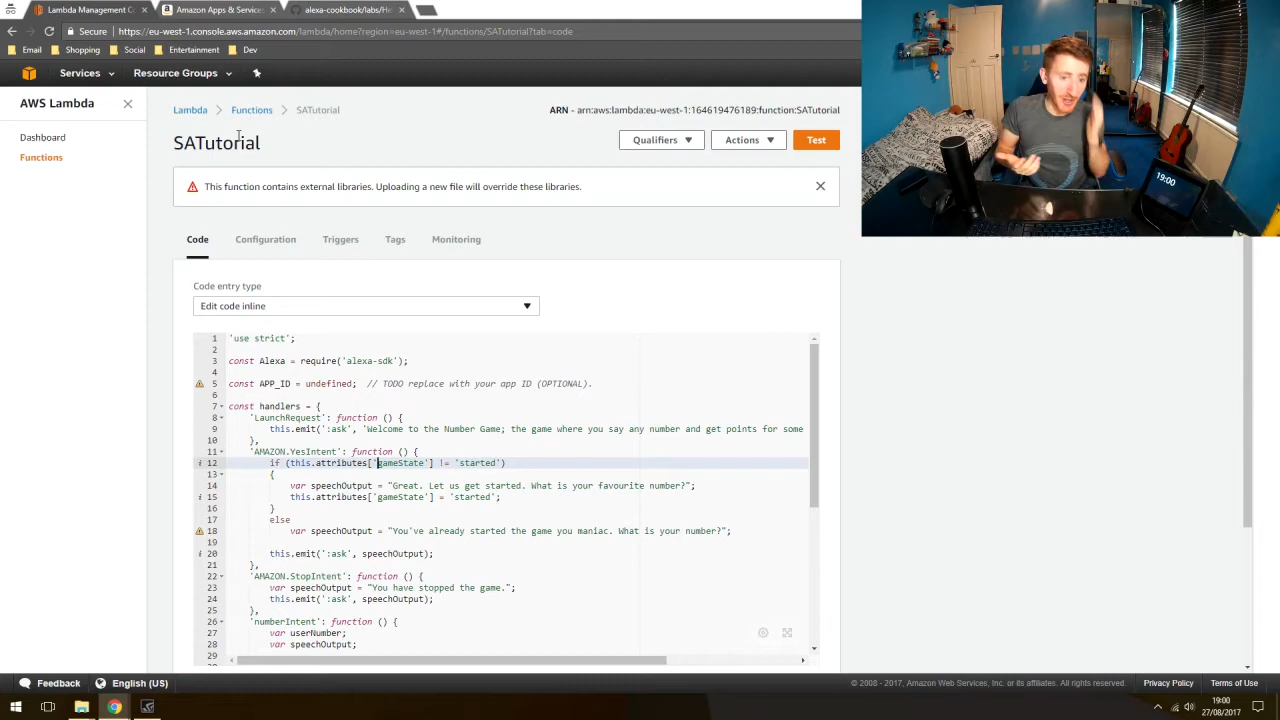 Lambda Management Co
Amazon Apps & Services
alexa-cookbook/labs/He
Secure
https://eu-west-1.console.aws.amazon.com/lambda/home?region=eu-west-1#/functions/SATutorial?tab=code
Email
Shopping
Social
Entertainment
Dev
Services
Resource Groups
AWS Lambda
Dashboard
Functions
Lambda > Functions > SATutorial
ARN - arn:aws:lambda:eu-west-1:164619476189:function:SATutorial
SATutorial
Qualifiers
Actions
Test
This function contains external libraries. Uploading a new file will override these libraries.
Code
Configuration
Triggers
Tags
Monitoring
Code entry type
Edit code inline
1 'use strict';
2
3 const Alexa = require('alexa-sdk');
4
5 const APP_ID = undefined; // TODO replace with your app ID (OPTIONAL).
6
7 const handlers = {
8 'LaunchRequest': function () {
9 this.emit(':ask', 'Welcome to the Number Game; the game where you say any number and get points for some
10 },
11 'AMAZON.YesIntent': function () {
12 if (this.attributes['gameState'] != 'started')
13 {
14 var speechOutput = "Great. Let us get started. What is your favourite number?";
15 this.attributes['gameState'] = 'started';
16 }
17 else
18 var speechOutput = "You've already started the game you maniac. What is your number?";
19
20 this.emit(':ask', speechOutput);
21 },
22 'AMAZON.StopIntent': function () {
23 var speechOutput = "You have stopped the game.";
24 this.emit(':ask', speechOutput);
25 },
26 'numberIntent': function () {
27 var userNumber;
28 var speechOutput;
29
19:00
Feedback
English (US)
© 2008 - 2017, Amazon Web Services, Inc. or its affiliates. All rights reserved.
Privacy Policy
Terms of Use
19:00
27/08/2017